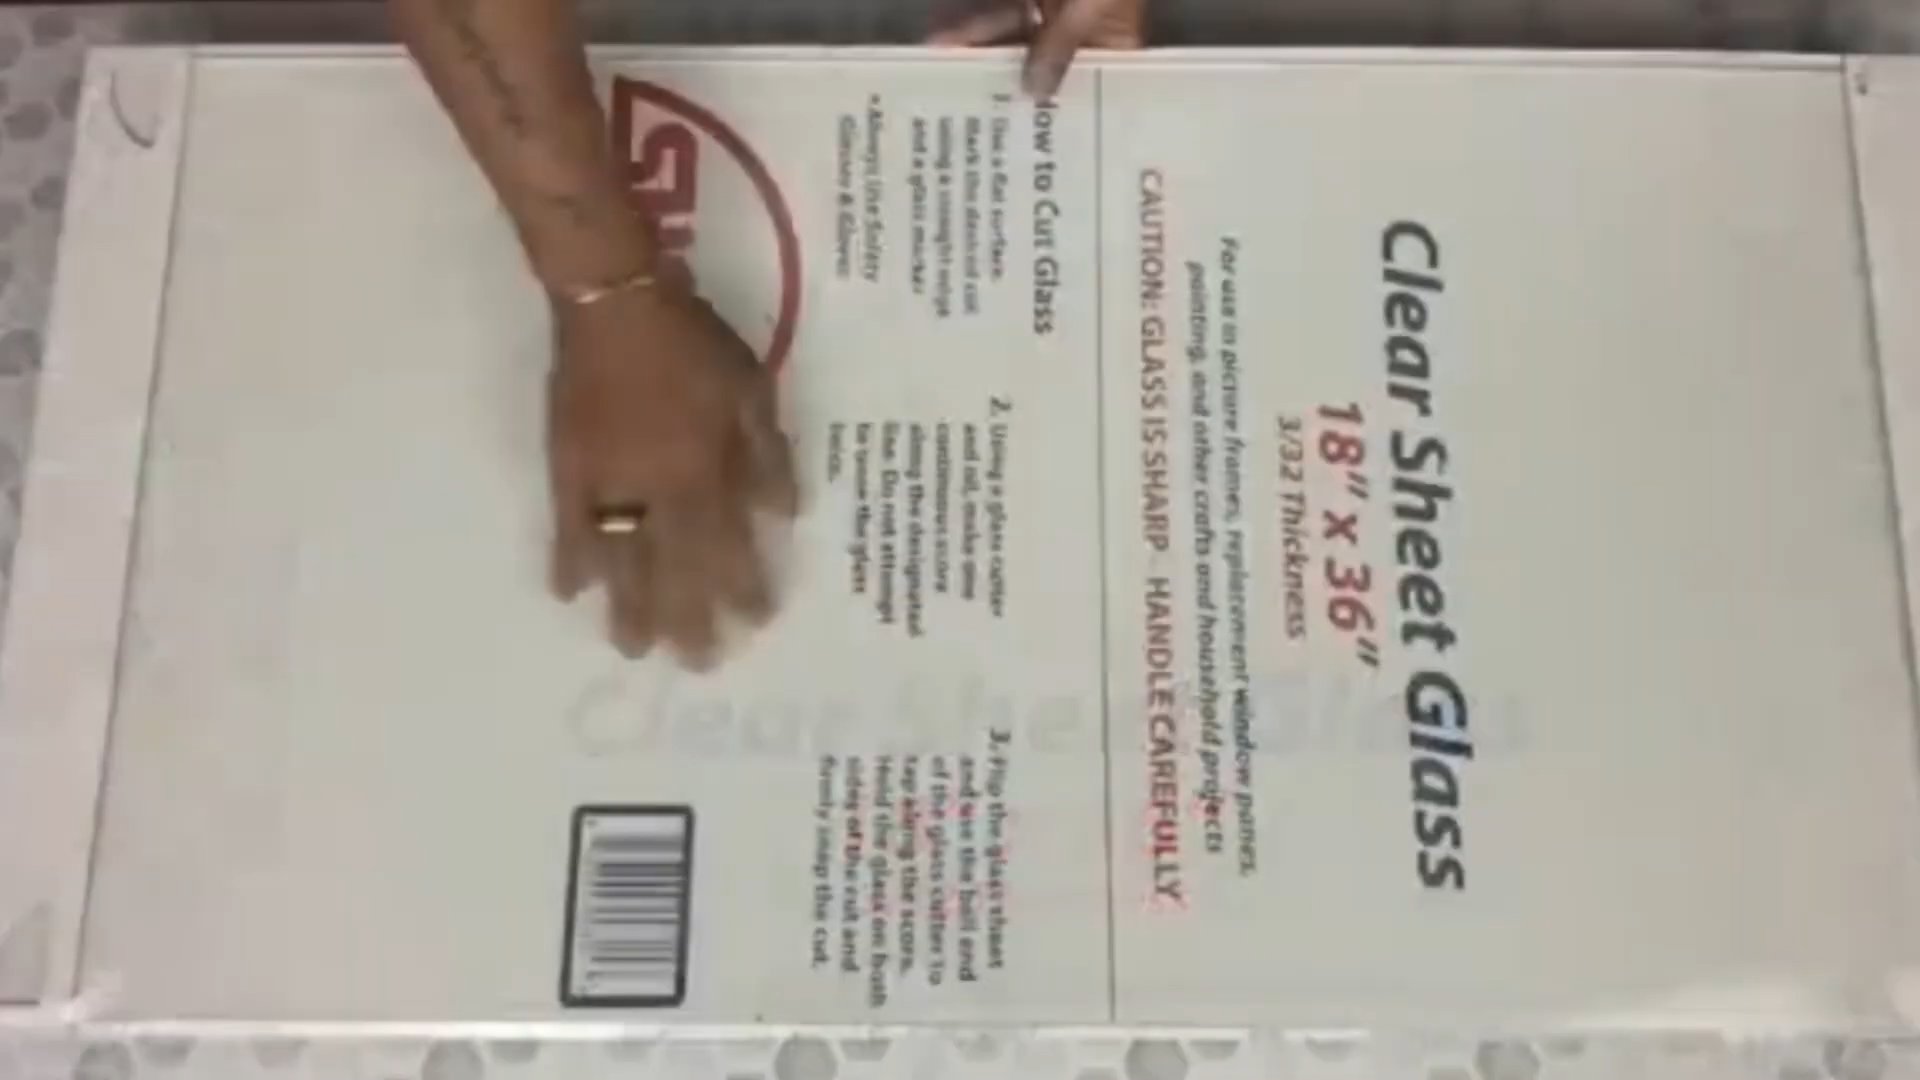 Clear Sheet Glass
18" x 36"
3/32 Thickness
For use in picture frames, replacement window panes,
painting, and other crafts and household projects
CAUTION: GLASS IS SHARP - HANDLE CAREFULLY
How to Cut Glass
1. Use a flat surface.
Mark the desired cut
using a straight edge
and a glass marker
• Always Use Safety
Glasses & Gloves
2. Using a glass cutter
and oil, make one
continuous score
along the designated
line. Do not attempt
to score the glass
twice.
3. Flip the glass sheet
and use the ball end
of the glass cutter to
tap along the score.
Hold the glass on both
sides of the cut and
firmly snap the cut.
Clear Sheet Glass